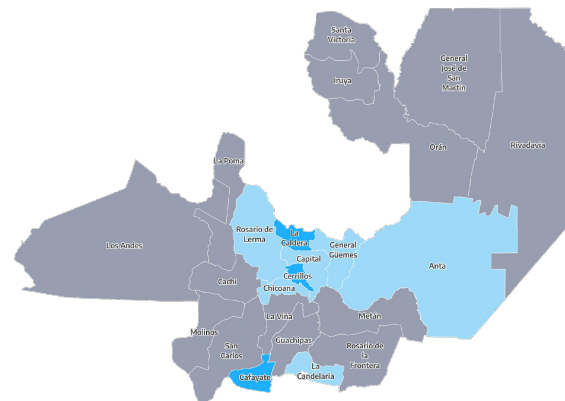 Santa
Victoria
Iruya
General
José de
San
Martín
Orán
Rivadavia
La Poma
Los Andes
Rosario de
Lerma
La
Caldera
General
Güemes
Capital
Anta
Cerrillos
Cachi
Chicoana
La Viña
Metán
Molinos
San
Carlos
Guachipas
Rosario de
la
Frontera
La
Candelaria
Cafayate